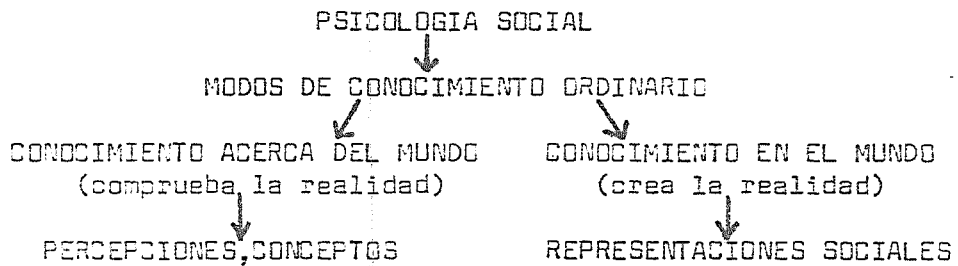 PSICOLOGIA SOCIAL
MODOS DE CONOCIMIENTO ORDINARIO
CONOCIMIENTO ACERCA DEL MUNDO CONOCIMIENTO EN EL MUNDO
(comprueba la realidad) (crea la realidad)
PERCEPCIONES,CONCEPTOS REPRESENTACIONES SOCIALES